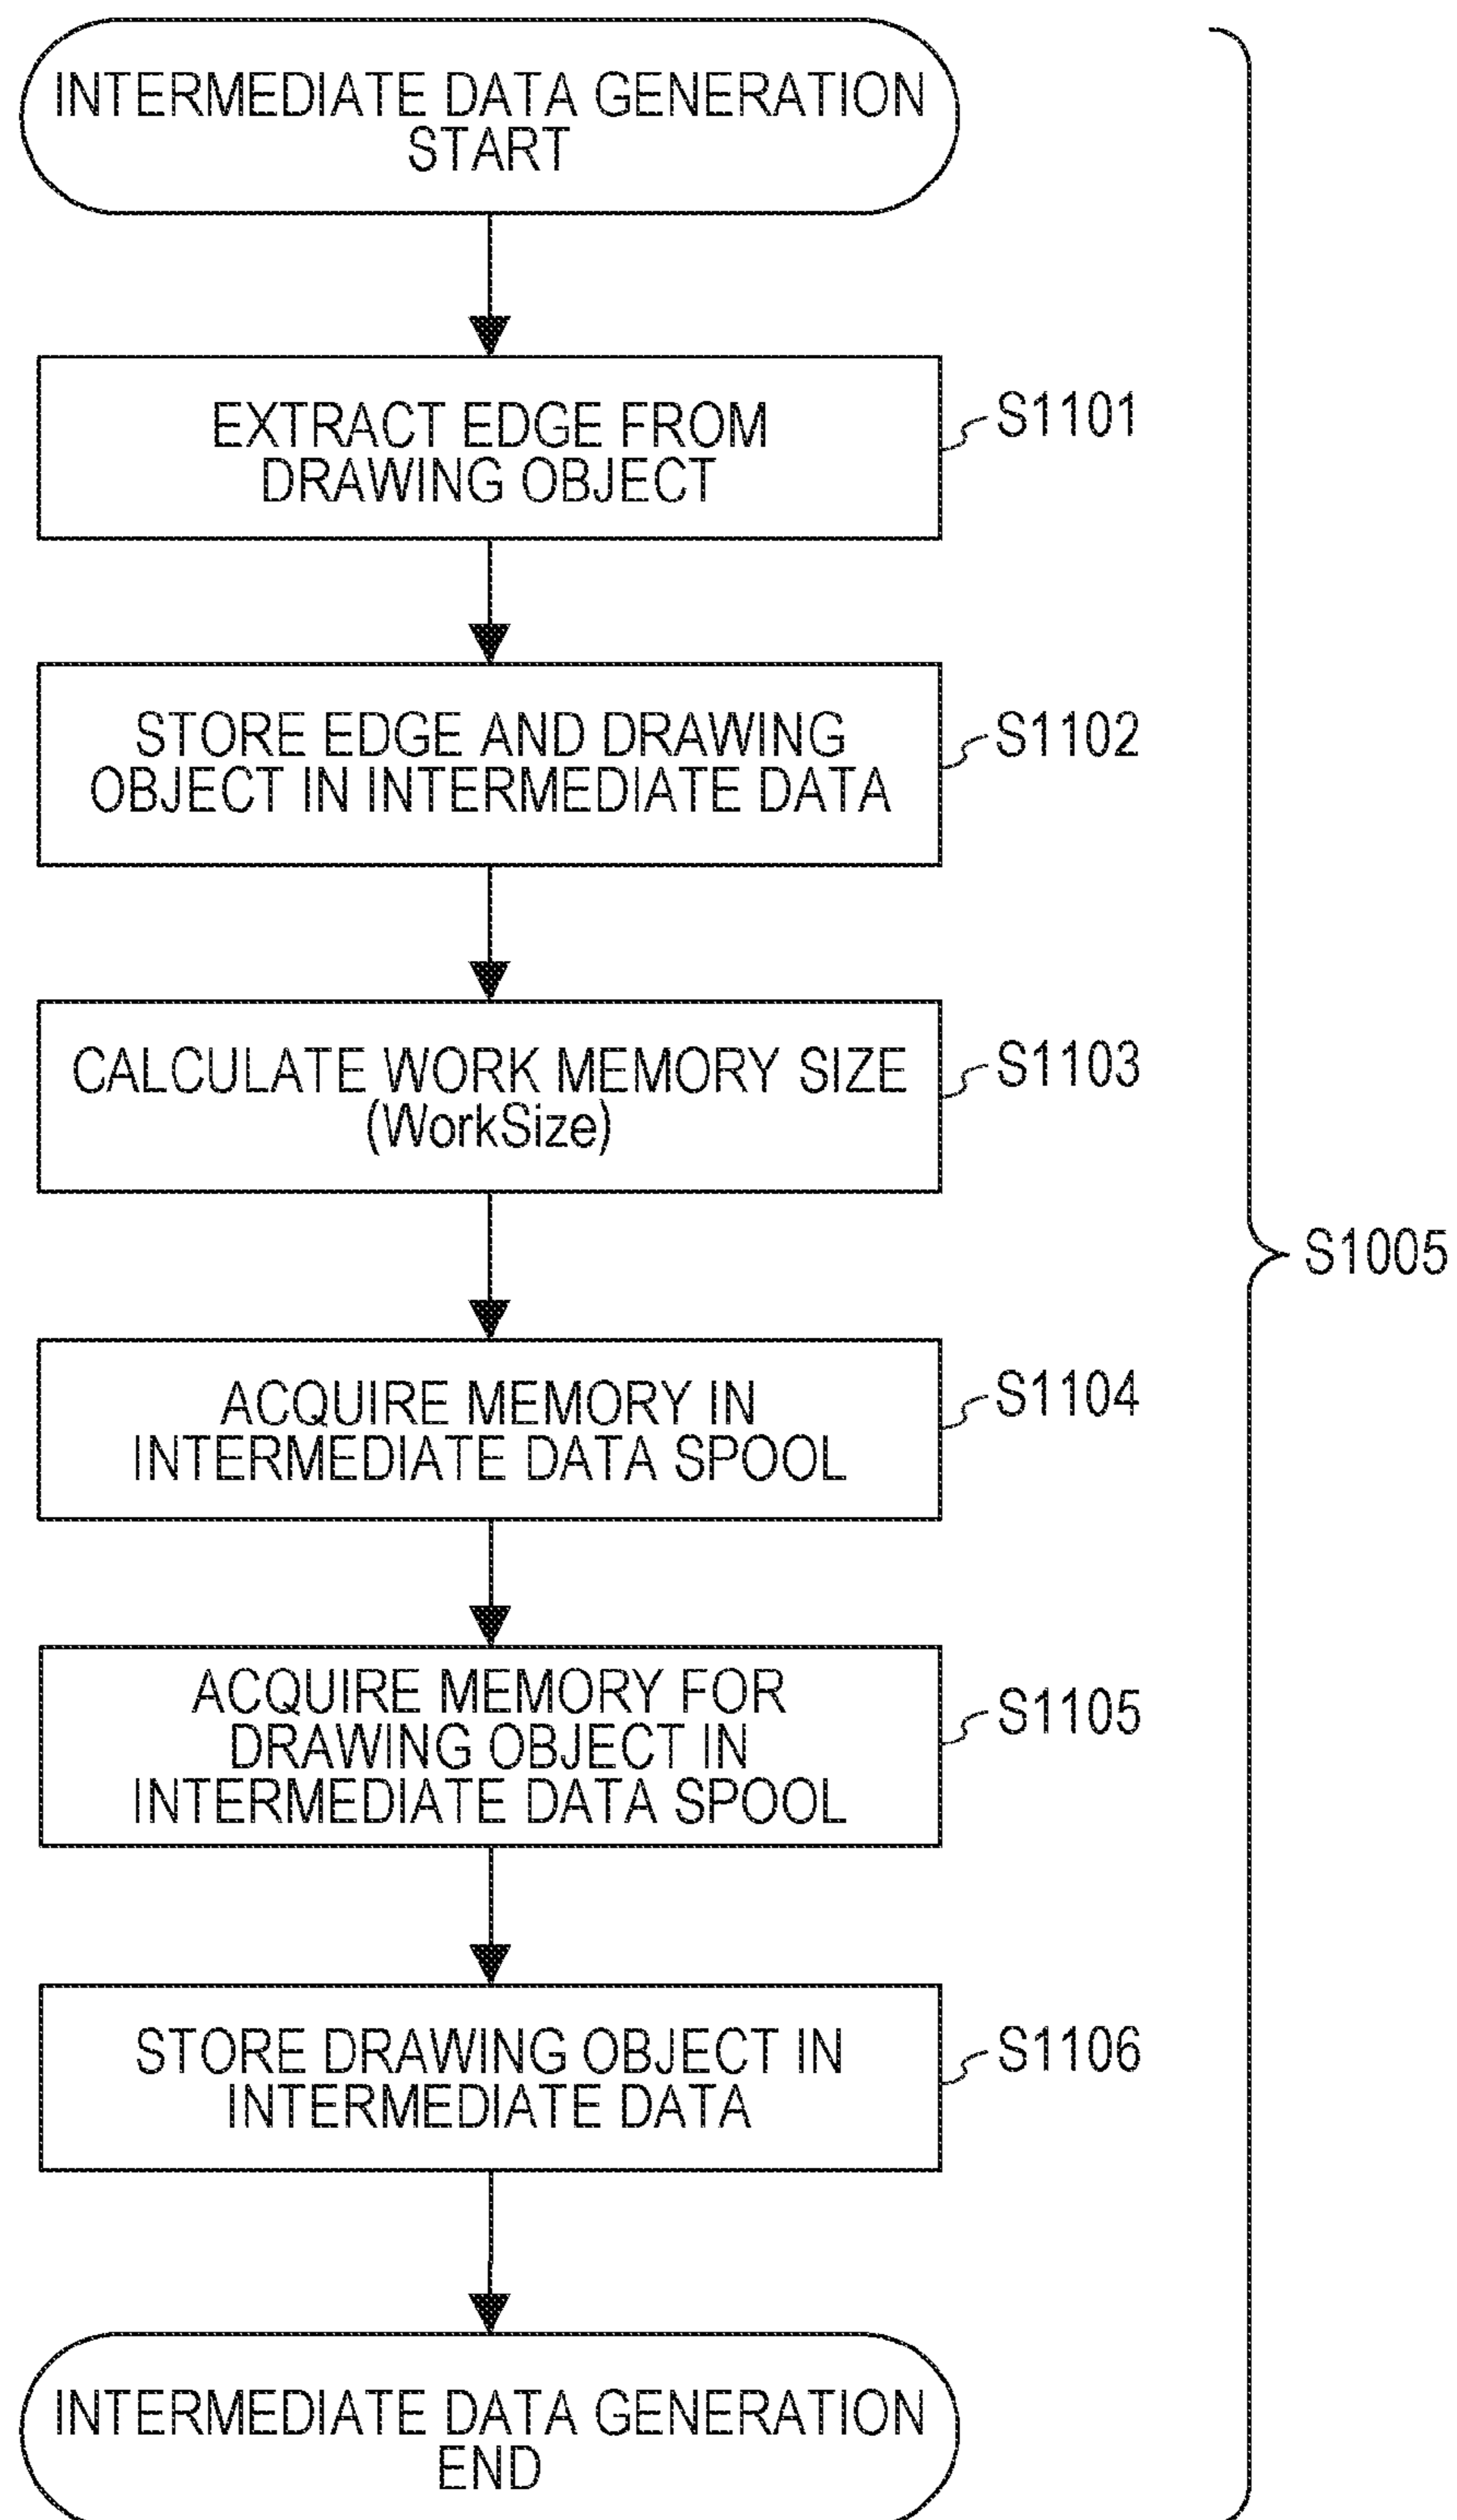 INTERMEDIATE DATA GENERATION
START
EXTRACT EDGE FROM
DRAWING OBJECT
S1101
STORE EDGE AND DRAWING
OBJECT IN INTERMEDIATE DATA
S1102
CALCULATE WORK MEMORY SIZE
(WorkSize)
S1103
S1005
ACQUIRE MEMORY IN
INTERMEDIATE DATA SPOOL
S1104
ACQUIRE MEMORY FOR
DRAWING OBJECT IN
INTERMEDIATE DATA SPOOL
S1105
STORE DRAWING OBJECT IN
INTERMEDIATE DATA
S1106
INTERMEDIATE DATA GENERATION
END